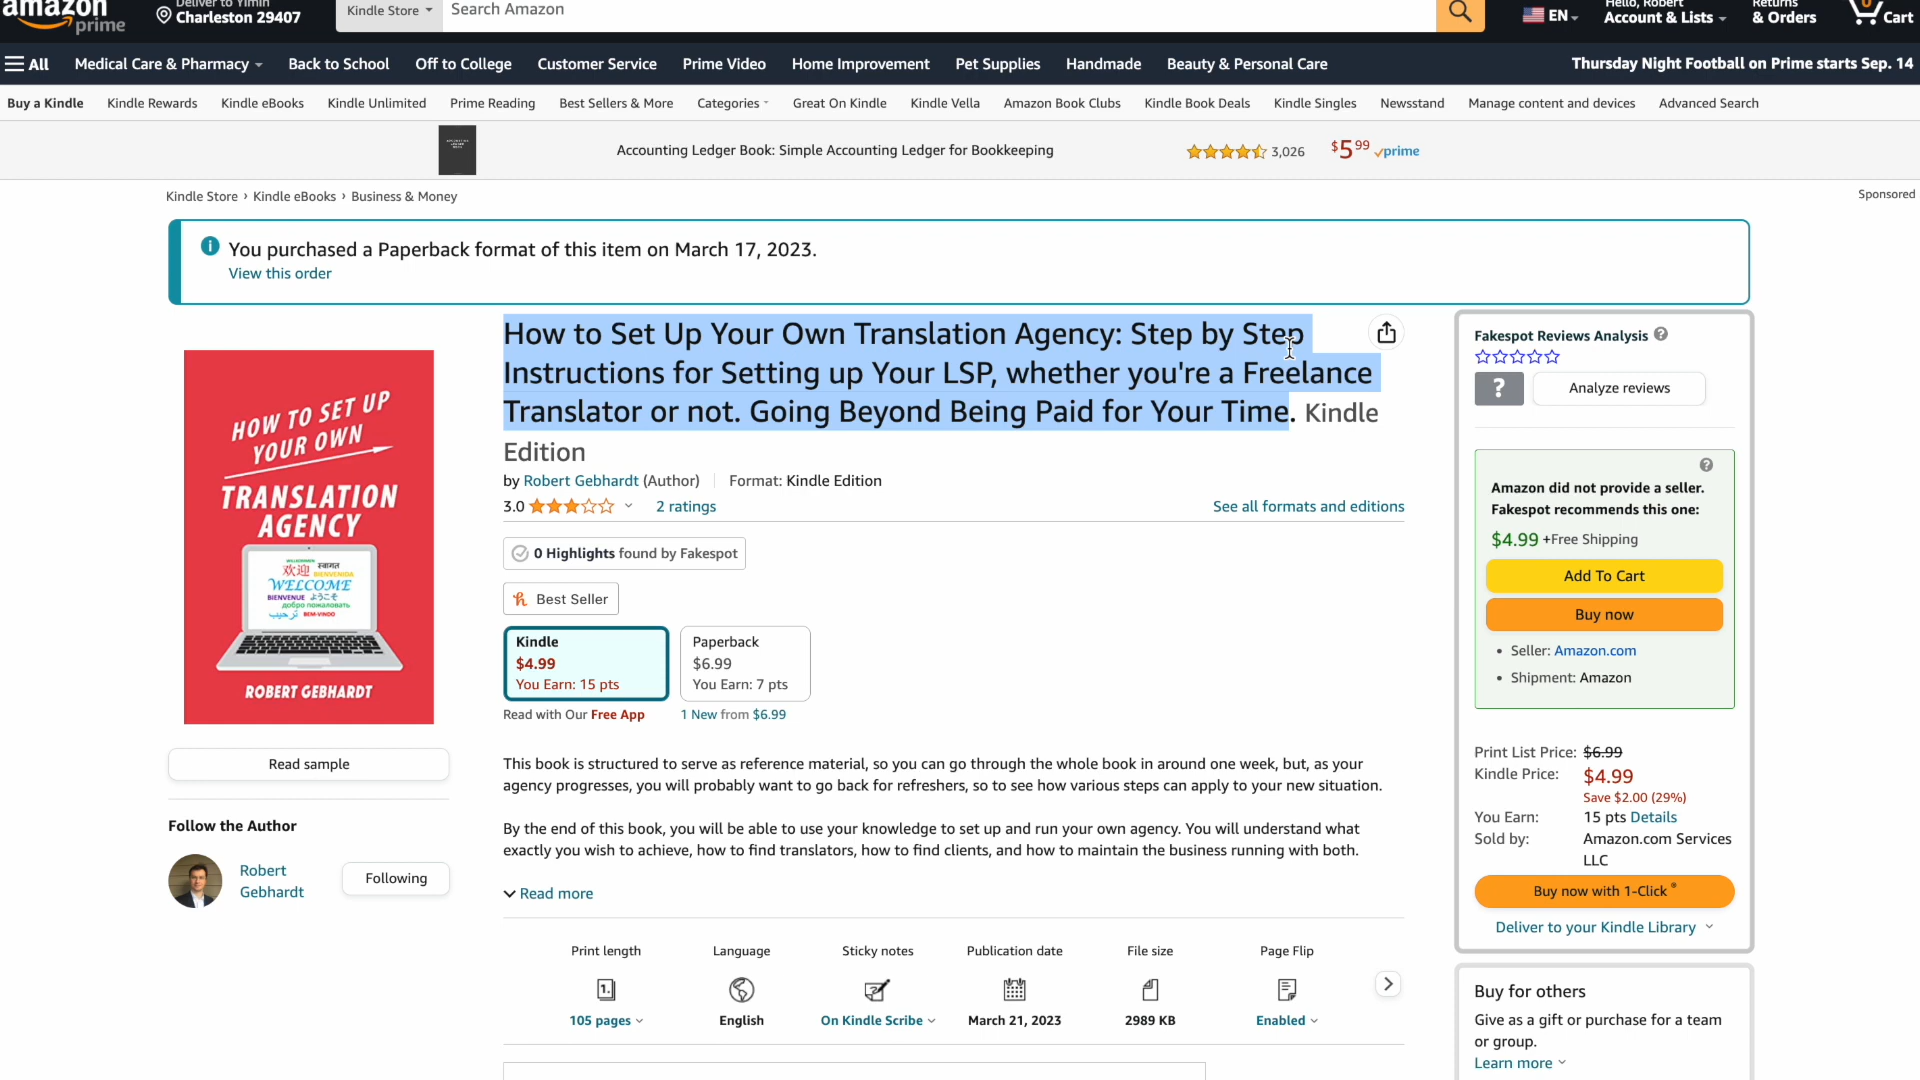 amazon
prime
Deliver to Yimin
Charleston 29407
Kindle Store
Search Amazon
EN
Hello, Robert
Account & Lists
Returns
& Orders
0
Cart
All
Medical Care & Pharmacy
Back to School
Off to College
Customer Service
Prime Video
Home Improvement
Pet Supplies
Handmade
Beauty & Personal Care
Thursday Night Football on Prime starts Sep. 14
Buy a Kindle
Kindle Rewards
Kindle eBooks
Kindle Unlimited
Prime Reading
Best Sellers & More
Categories
Great On Kindle
Kindle Vella
Amazon Book Clubs
Kindle Book Deals
Kindle Singles
Newsstand
Manage content and devices
Advanced Search
Accounting Ledger Book: Simple Accounting Ledger for Bookkeeping
3,026
$5 99 prime
Kindle Store › Kindle eBooks › Business & Money
Sponsored
You purchased a Paperback format of this item on March 17, 2023.
View this order
HOW TO SET UP
YOUR OWN
TRANSLATION
AGENCY
欢迎 स्वागत
BIENVENIDA
WELCOME
BIENVENUE ようこそ
добро пожаловать
ترحيب BEM-VINDO
ROBERT GEBHARDT
Read sample
Follow the Author
Robert
Gebhardt
Following
How to Set Up Your Own Translation Agency: Step by Step
Instructions for Setting up Your LSP, whether you're a Freelance
Translator or not. Going Beyond Being Paid for Your Time. Kindle
Edition
by Robert Gebhardt (Author)
Format: Kindle Edition
3.0
2 ratings
See all formats and editions
0 Highlights found by Fakespot
Best Seller
Kindle
$4.99
You Earn: 15 pts
Read with Our Free App
Paperback
$6.99
You Earn: 7 pts
1 New from $6.99
This book is structured to serve as reference material, so you can go through the whole book in around one week, but, as your
agency progresses, you will probably want to go back for refreshers, so to see how various steps can apply to your new situation.
By the end of this book, you will be able to use your knowledge to set up and run your own agency. You will understand what
exactly you wish to achieve, how to find translators, how to find clients, and how to maintain the business running with both.
Read more
Print length
1.
105 pages
Language
English
Sticky notes
On Kindle Scribe
Publication date
March 21, 2023
File size
2989 KB
Page Flip
Enabled
Fakespot Reviews Analysis ?
?
Analyze reviews
?
Amazon did not provide a seller.
Fakespot recommends this one:
$4.99 +Free Shipping
Add To Cart
Buy now
• Seller: Amazon.com
• Shipment: Amazon
Print List Price: $6.99
Kindle Price: $4.99
Save $2.00 (29%)
You Earn: 15 pts Details
Sold by: Amazon.com Services
LLC
Buy now with 1-Click ®
Deliver to your Kindle Library
Buy for others
Give as a gift or purchase for a team
or group.
Learn more